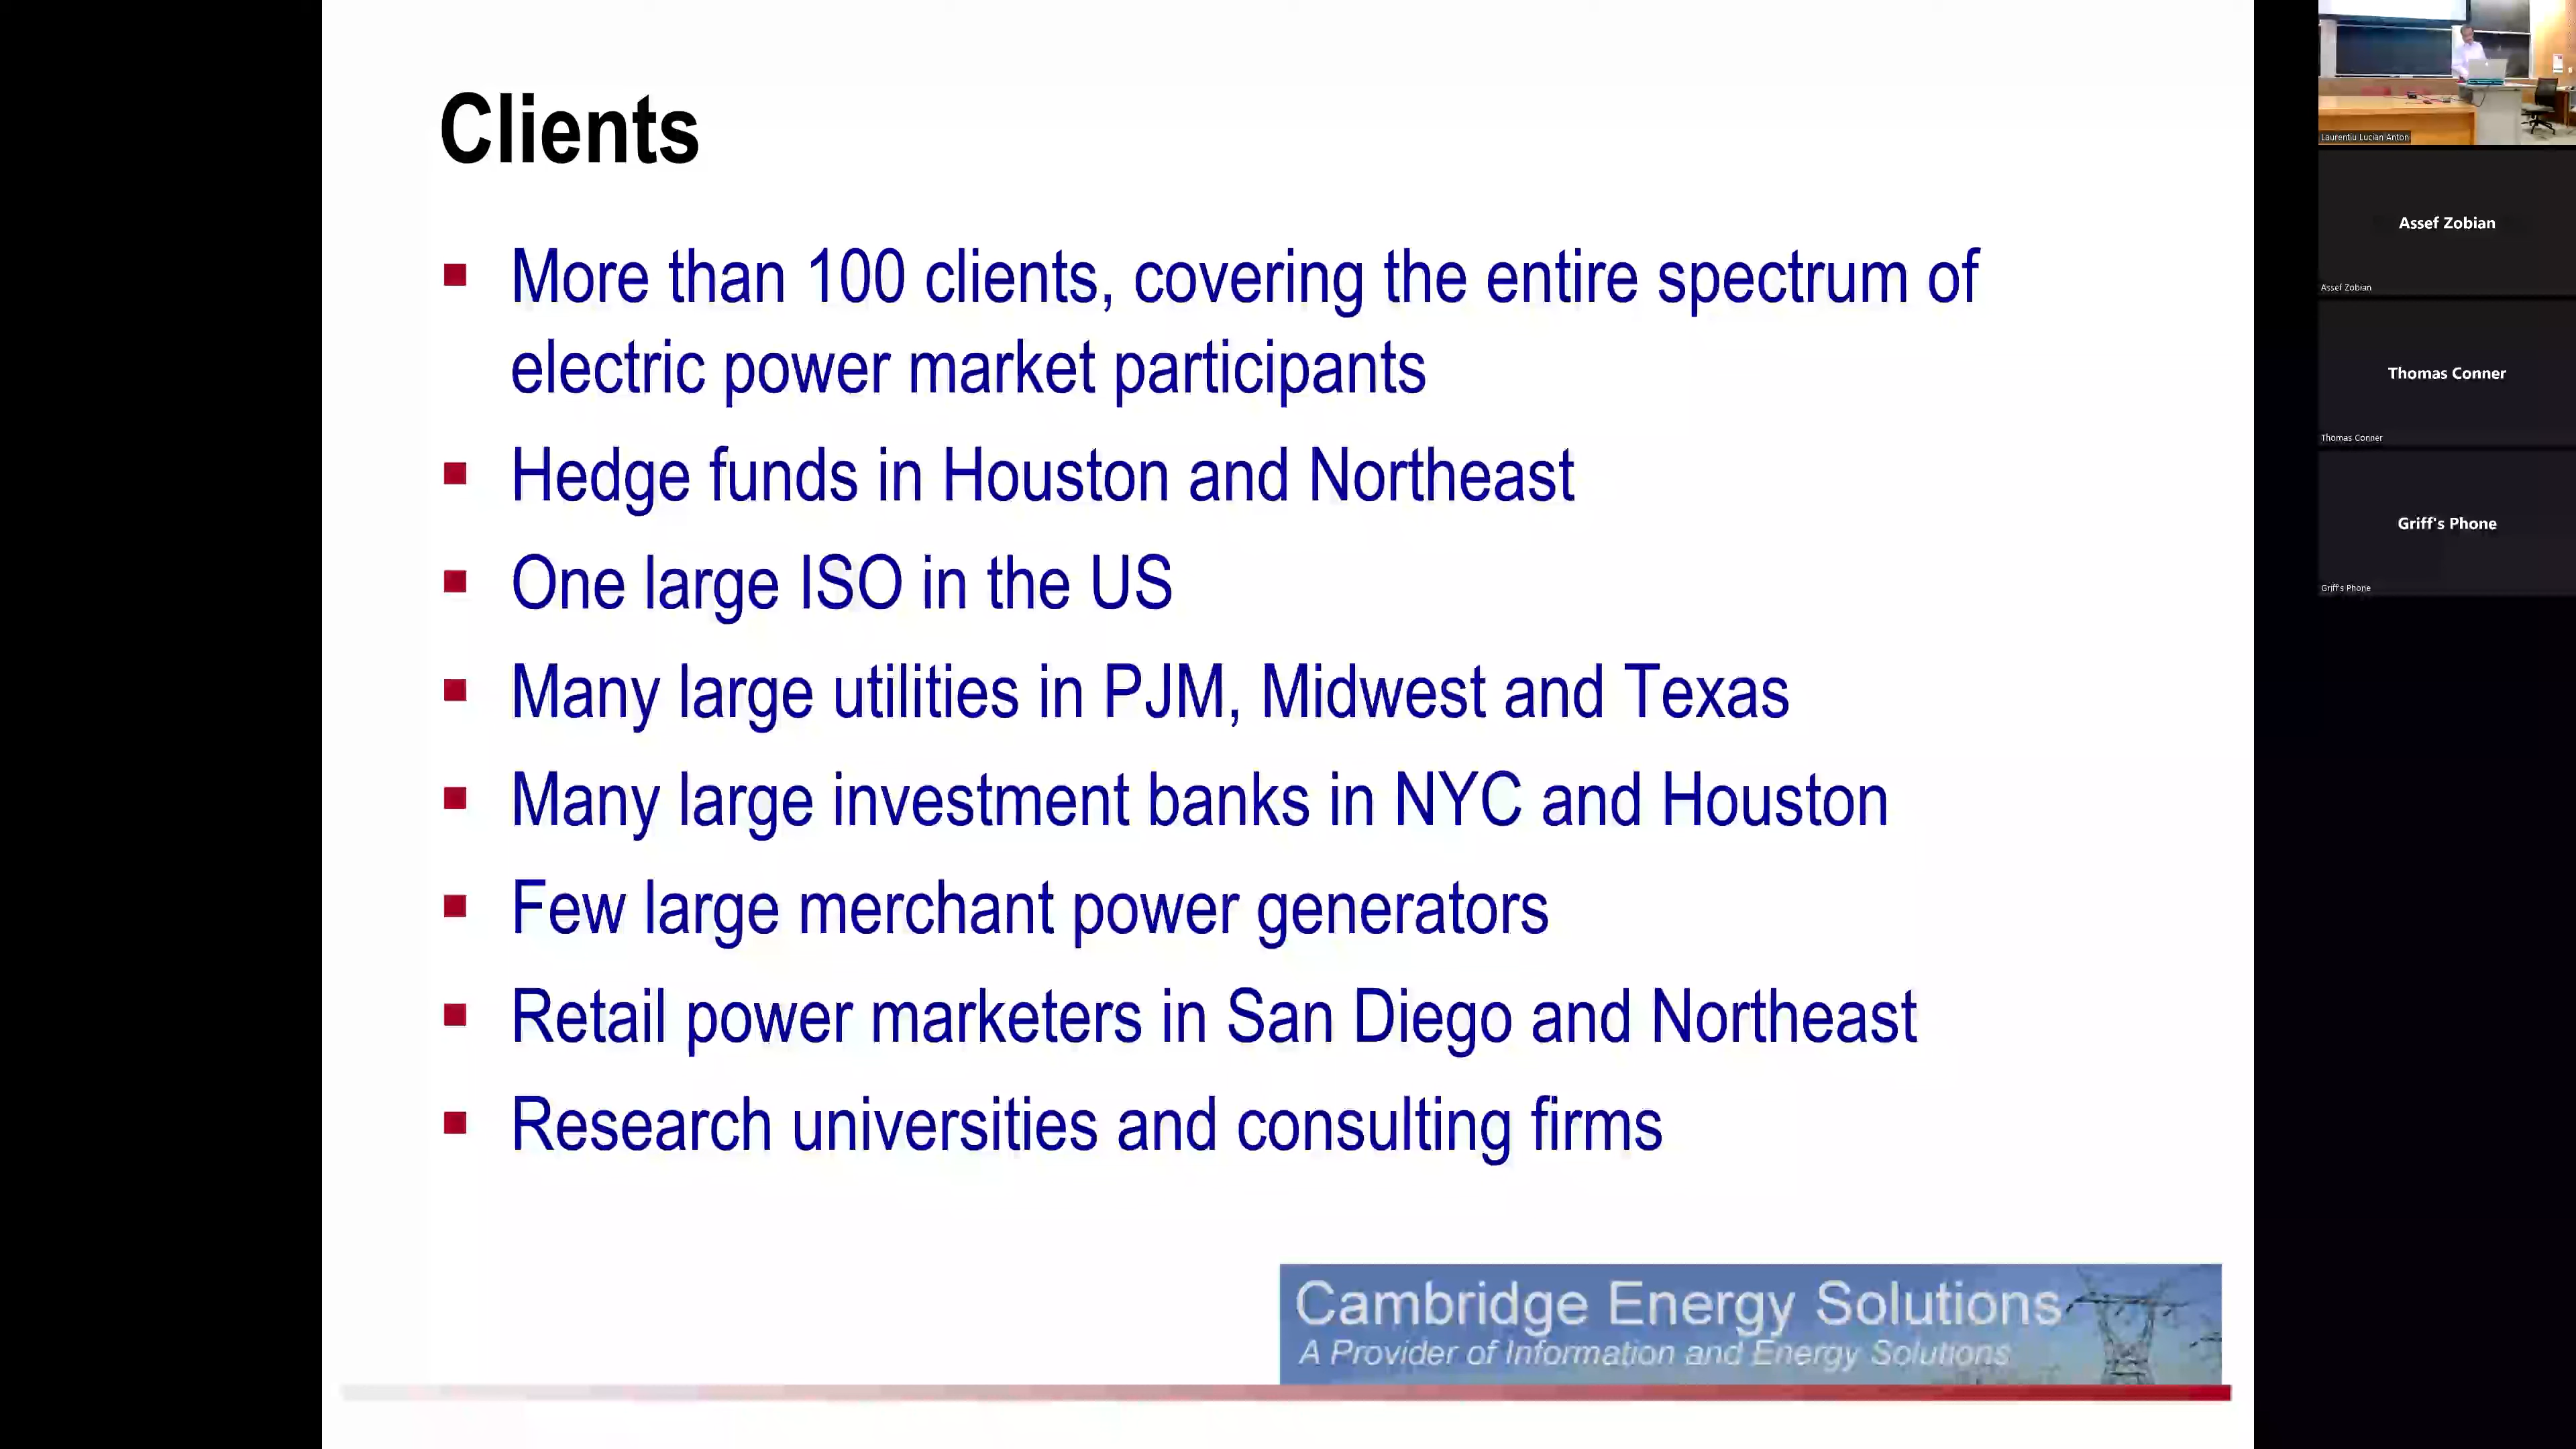 Clients
More than 100 clients, covering the entire spectrum of
electric power market participants
Hedge funds in Houston and Northeast
One large ISO in the US
Many large utilities in PJM, Midwest and Texas
Many large investment banks in NYC and Houston
Few large merchant power generators
Retail power marketers in San Diego and Northeast
Research universities and consulting firms
Cambridge Energy Solutions
A Provider of Information and Energy Solutions
Laurentiu Lucian Anton
Assef Zobian
Assef Zobian
Thomas Conner
Thomas Conner
Griff's Phone
Griff's Phone